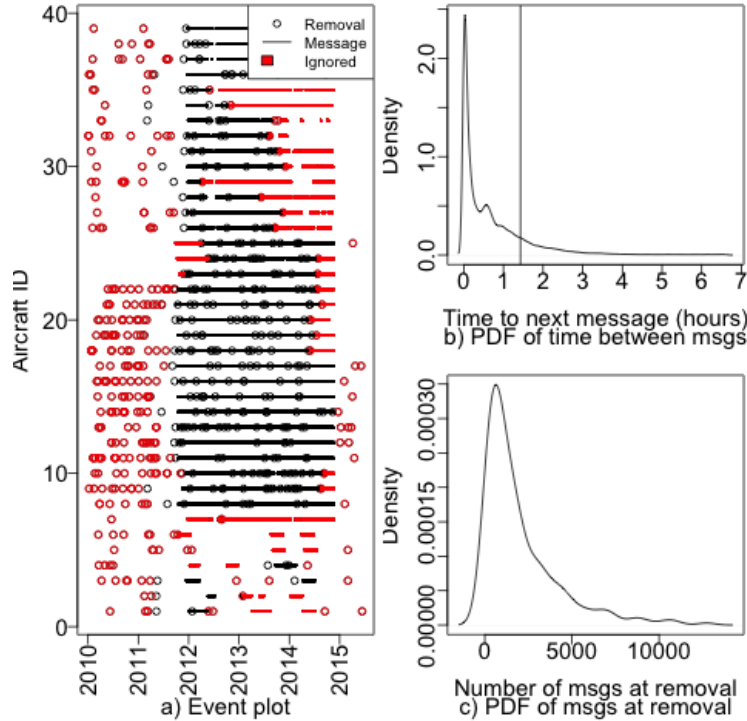 Removal
Message
Ignored
40
30
20
10
0
Aircraft ID
2010
2011
2012
2013
2014
2015
a) Event plot
Density
2.0
1.0
0.0
0
1
2
3
4
5
6
7
Time to next message (hours)
b) PDF of time between msgs
Density
0.00030
0.00015
0.00000
0
5000
10000
Number of msgs at removal
c) PDF of msgs at removal